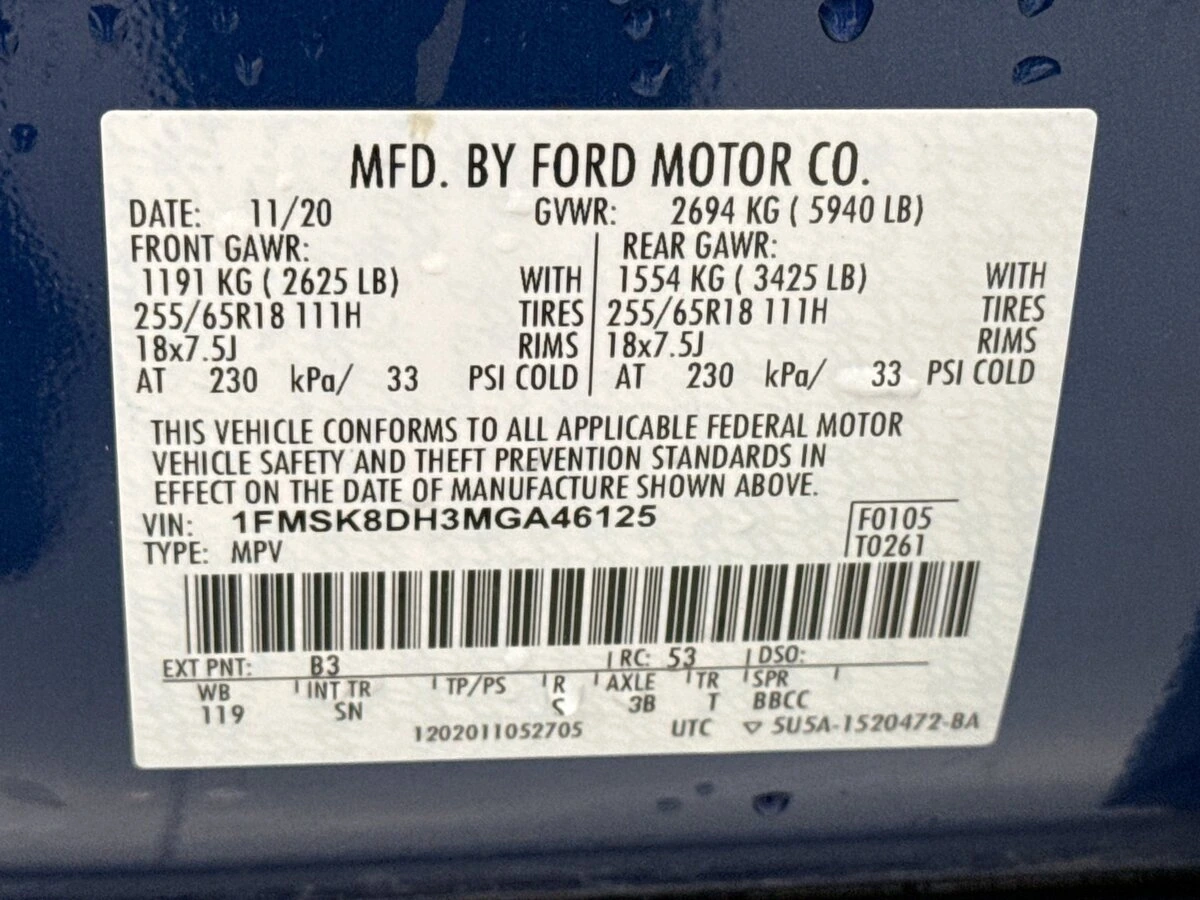 MFD. BY FORD MOTOR CO.
DATE: 11/20 GVWR: 2694 KG ( 5940 LB)
FRONT GAWR: REAR GAWR:
1191 KG ( 2625 LB) WITH 1554 KG ( 3425 LB) WITH
255/65R18 111H TIRES 255/65R18 111H TIRES
18x7.5J RIMS 18x7.5J RIMS
AT 230 kPa/ 33 PSI COLD AT 230 kPa/ 33 PSI COLD
THIS VEHICLE CONFORMS TO ALL APPLICABLE FEDERAL MOTOR
VEHICLE SAFETY AND THEFT PREVENTION STANDARDS IN
EFFECT ON THE DATE OF MANUFACTURE SHOWN ABOVE.
VIN: 1FMSK8DH3MGA46125 F0105
TYPE: MPV T0261
EXT PNT: B3 RC: 53 DSO:
WB INT TR TP/PS R AXLE TR SPR
119 SN 3B T BBCC
1202011052705 UTC ▽ 5U5A-1520472-BA